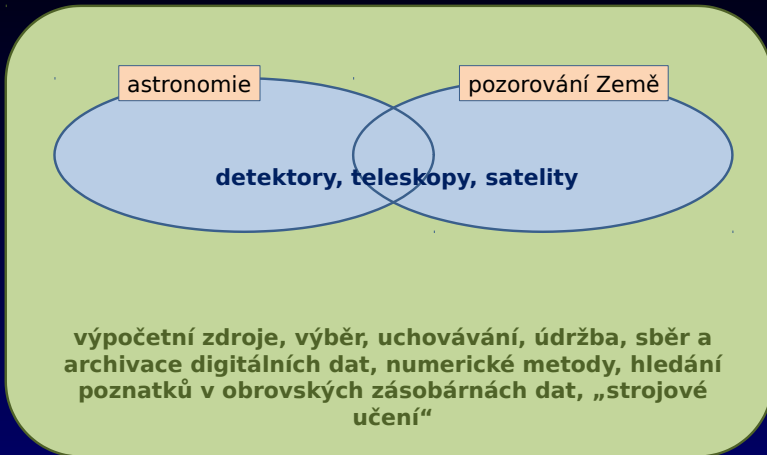 astronomie
pozorování Země
detektory, teleskopy, satelity
výpočetní zdroje, výběr, uchovávání, údržba, sběr a
archivace digitálních dat, numerické metody, hledání
poznatků v obrovských zásobárnách dat, „strojové
učení“